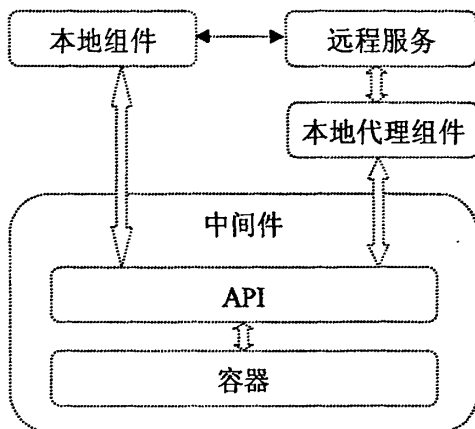 本地组件
远程服务
本地代理组件
中间件
API
容器